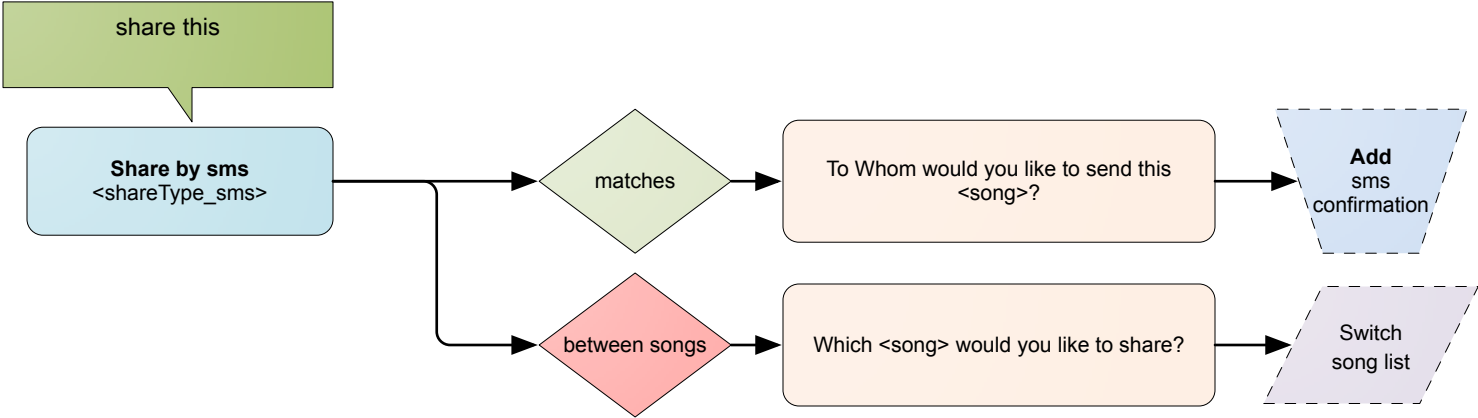 share this
Share by sms
<shareType_sms>
matches
To Whom would you like to send this
<song>?
Add
sms
confirmation
between songs
Which <song> would you like to share?
Switch
song list